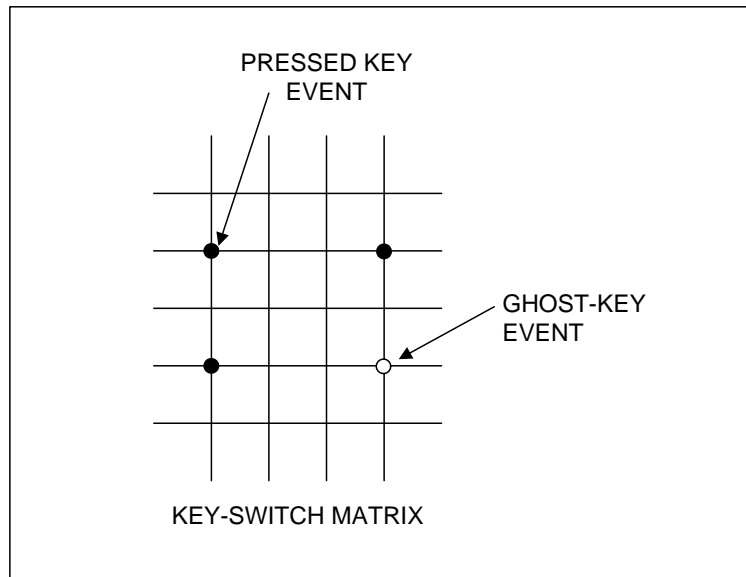 PRESSED KEY
EVENT
GHOST-KEY
EVENT
KEY-SWITCH MATRIX